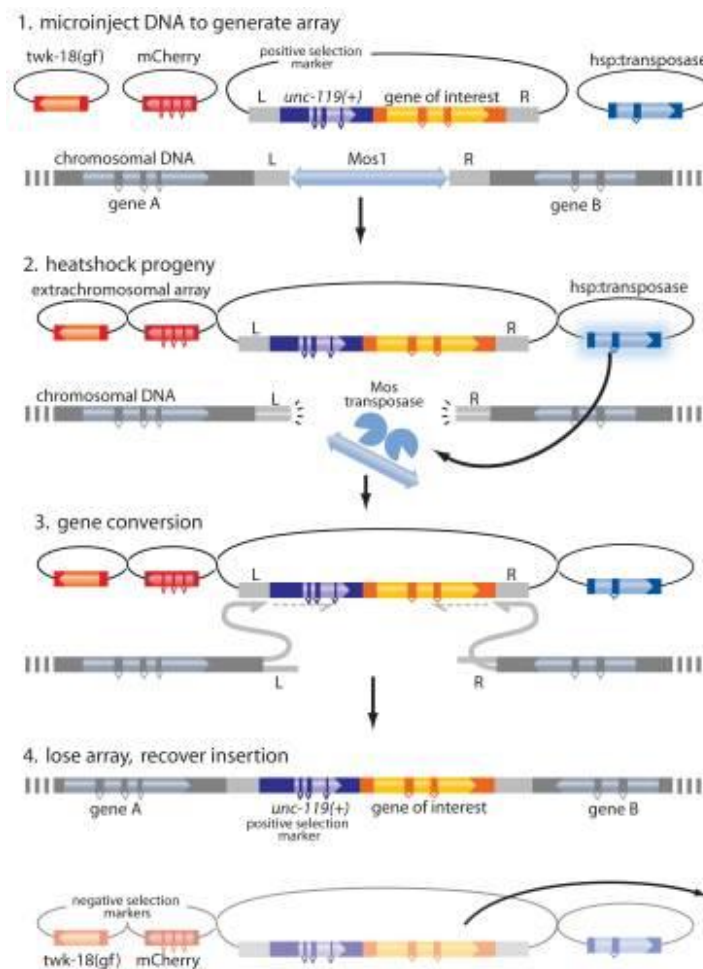 1. microinject DNA to generate array
twk-18(gf)
mCherry
positive selection
marker
hsp:transposase
L
unc-119(+)
gene of interest
R
chromosomal DNA
L
Mos1
R
gene A
gene B
2. heatshock progeny
extrachromosomal array
hsp:transposase
L
R
chromosomal DNA
L
Mos
transposase
R
3. gene conversion
L
R
L
R
4. lose array, recover insertion
gene A
unc-119(+)
positive selection
marker
gene of interest
gene B
negative selection
markers
twk-18(gf)
mCherry